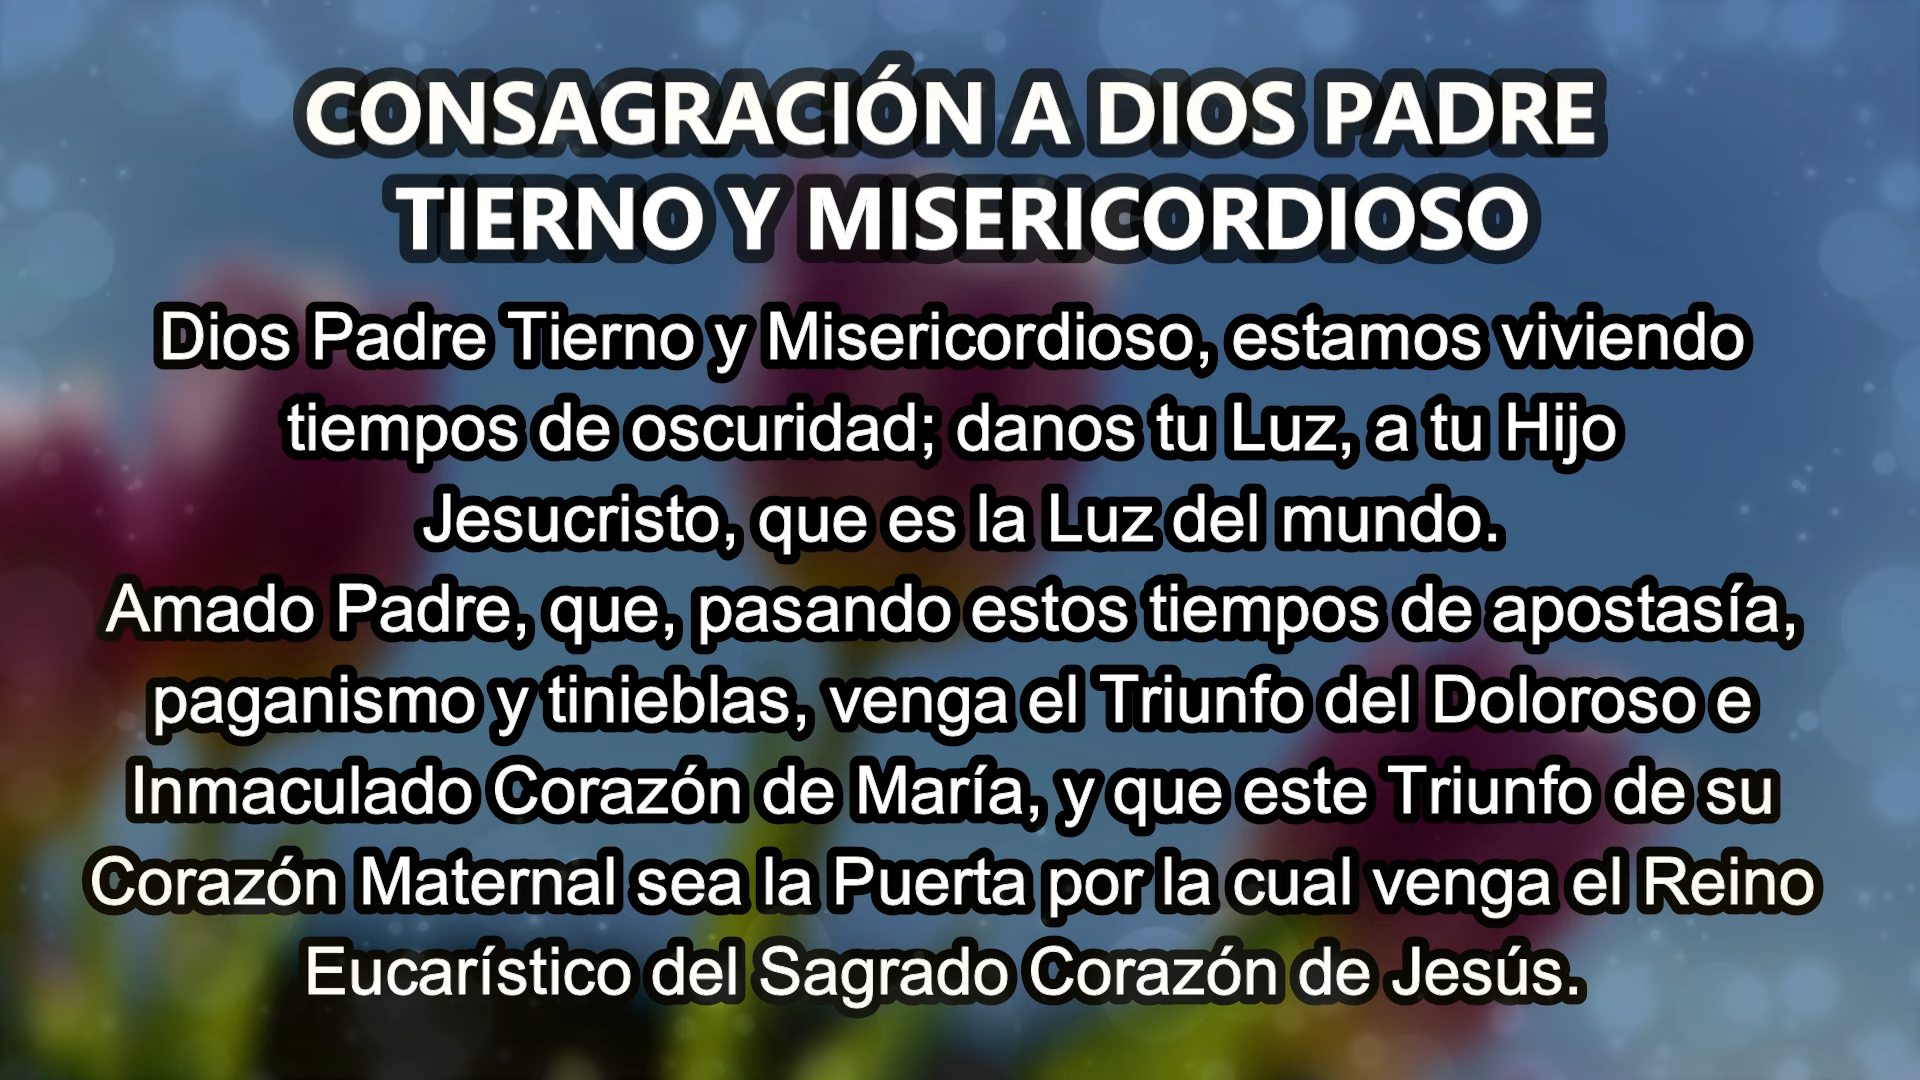 CONSAGRACIÓN A DIOS PADRE
TIERNO Y MISERICORDIOSO
Dios Padre Tierno y Misericordioso, estamos viviendo
tiempos de oscuridad; danos tu Luz, a tu Hijo
Jesucristo, que es la Luz del mundo.
Amado Padre, que, pasando estos tiempos de apostasía,
paganismo y tinieblas, venga el Triunfo del Doloroso e
Inmaculado Corazón de María, y que este Triunfo de su
Corazón Maternal sea la Puerta por la cual venga el Reino
Eucarístico del Sagrado Corazón de Jesús.